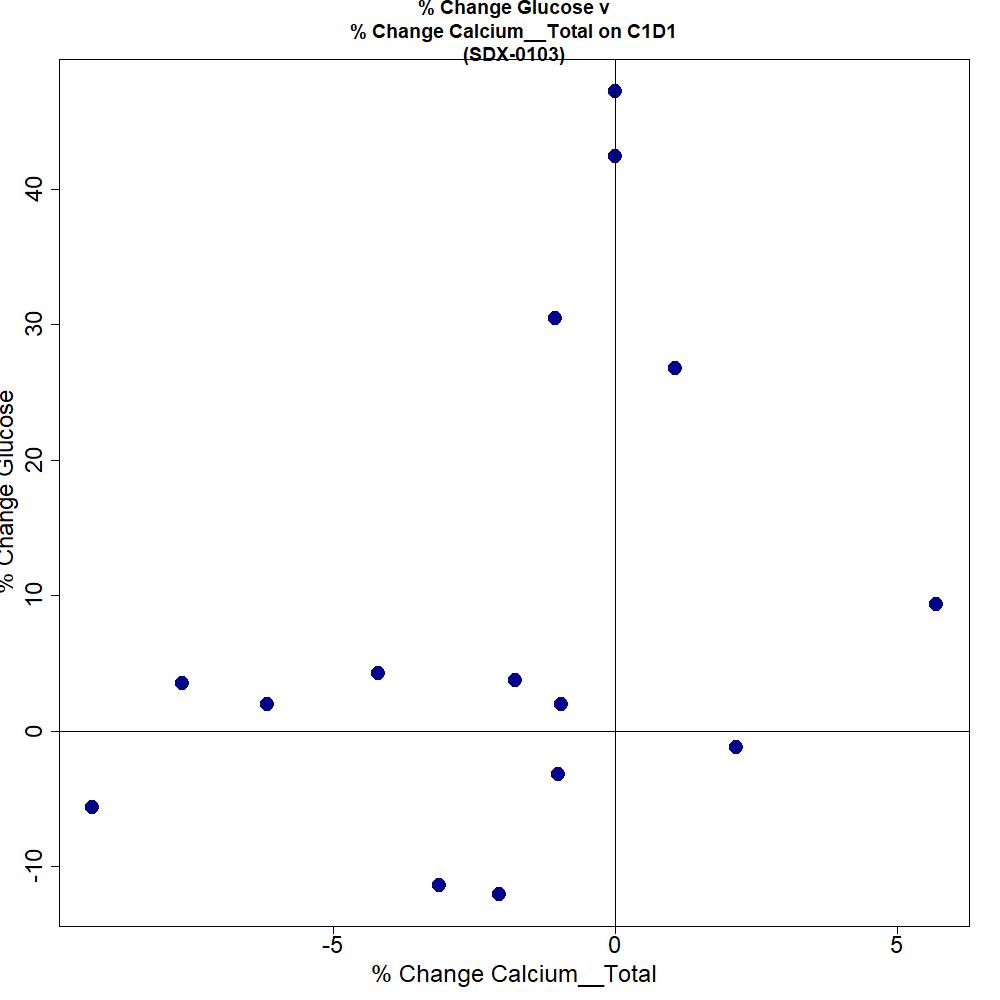 % Change Glucose v
% Change Calcium__Total on C1D1
(SDX-0103)
% Change Glucose
40
30
20
10
0
-10
-5
0
5
% Change Calcium__Total